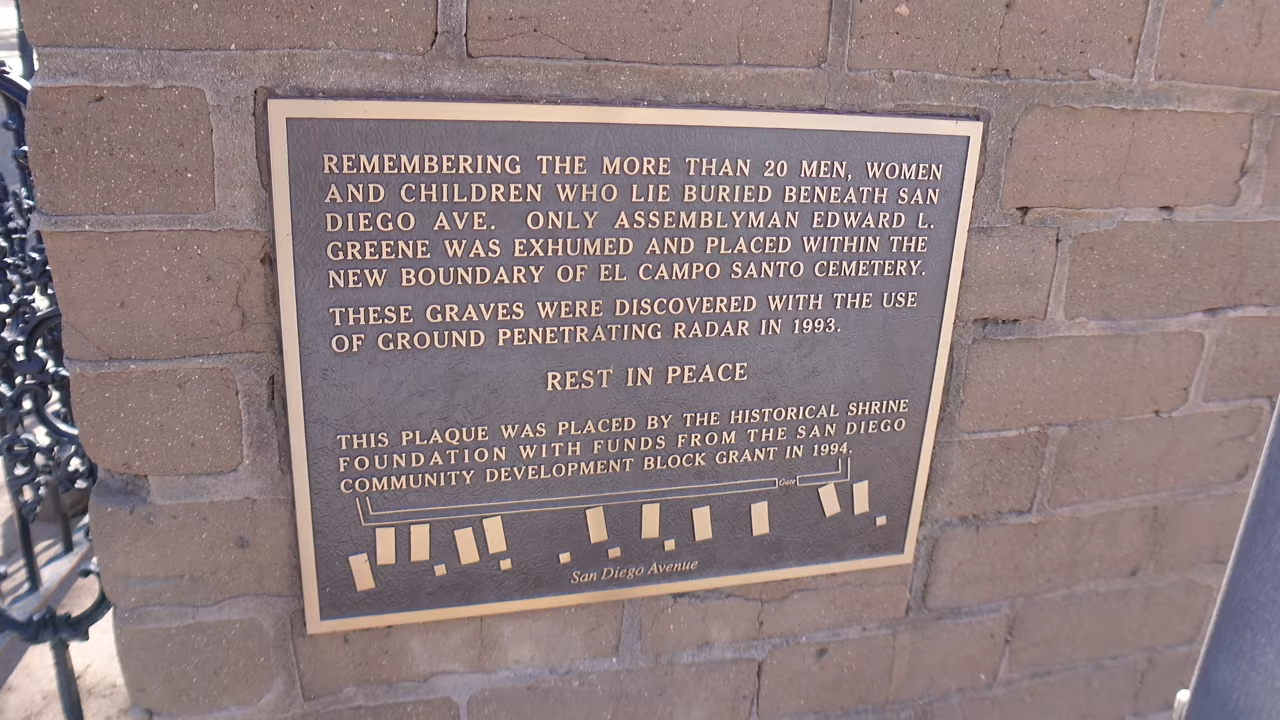 REMEMBERING THE MORE THAN 20 MEN, WOMEN
AND CHILDREN WHO LIE BURIED BENEATH SAN
DIEGO AVE. ONLY ASSEMBLYMAN EDWARD L.
GREENE WAS EXHUMED AND PLACED WITHIN THE
NEW BOUNDARY OF EL CAMPO SANTO CEMETERY.
THESE GRAVES WERE DISCOVERED WITH THE USE
OF GROUND PENETRATING RADAR IN 1993.
REST IN PEACE
THIS PLAQUE WAS PLACED BY THE HISTORICAL SHRINE
FOUNDATION WITH FUNDS FROM THE SAN DIEGO
COMMUNITY DEVELOPMENT BLOCK GRANT IN 1994.
Gate
San Diego Avenue